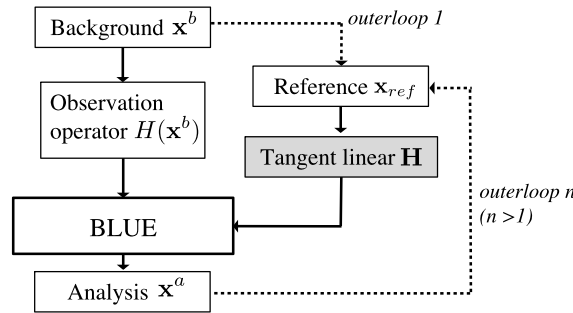 Background x^b
outerloop 1
Reference x_ref
Observation
operator H(x^b)
Tangent linear H
outerloop n
(n >1)
BLUE
Analysis x^a